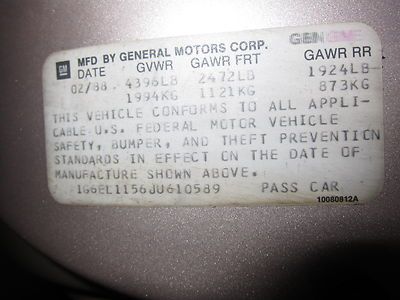 MFD BY GENERAL MOTORS CORP. GENGME
GM DATE GVWR GAWR FRT GAWR RR
02/88 4396LB 2472LB 1924LB
1994KG 1121KG 873KG
THIS VEHICLE CONFORMS TO ALL APPLI-
CABLE U.S. FEDERAL MOTOR VEHICLE
SAFETY, BUMPER, AND THEFT PREVENTION
STANDARDS IN EFFECT ON THE DATE OF
MANUFACTURE SHOWN ABOVE.
1G6EL1156JU610589 PASS CAR
10080812A